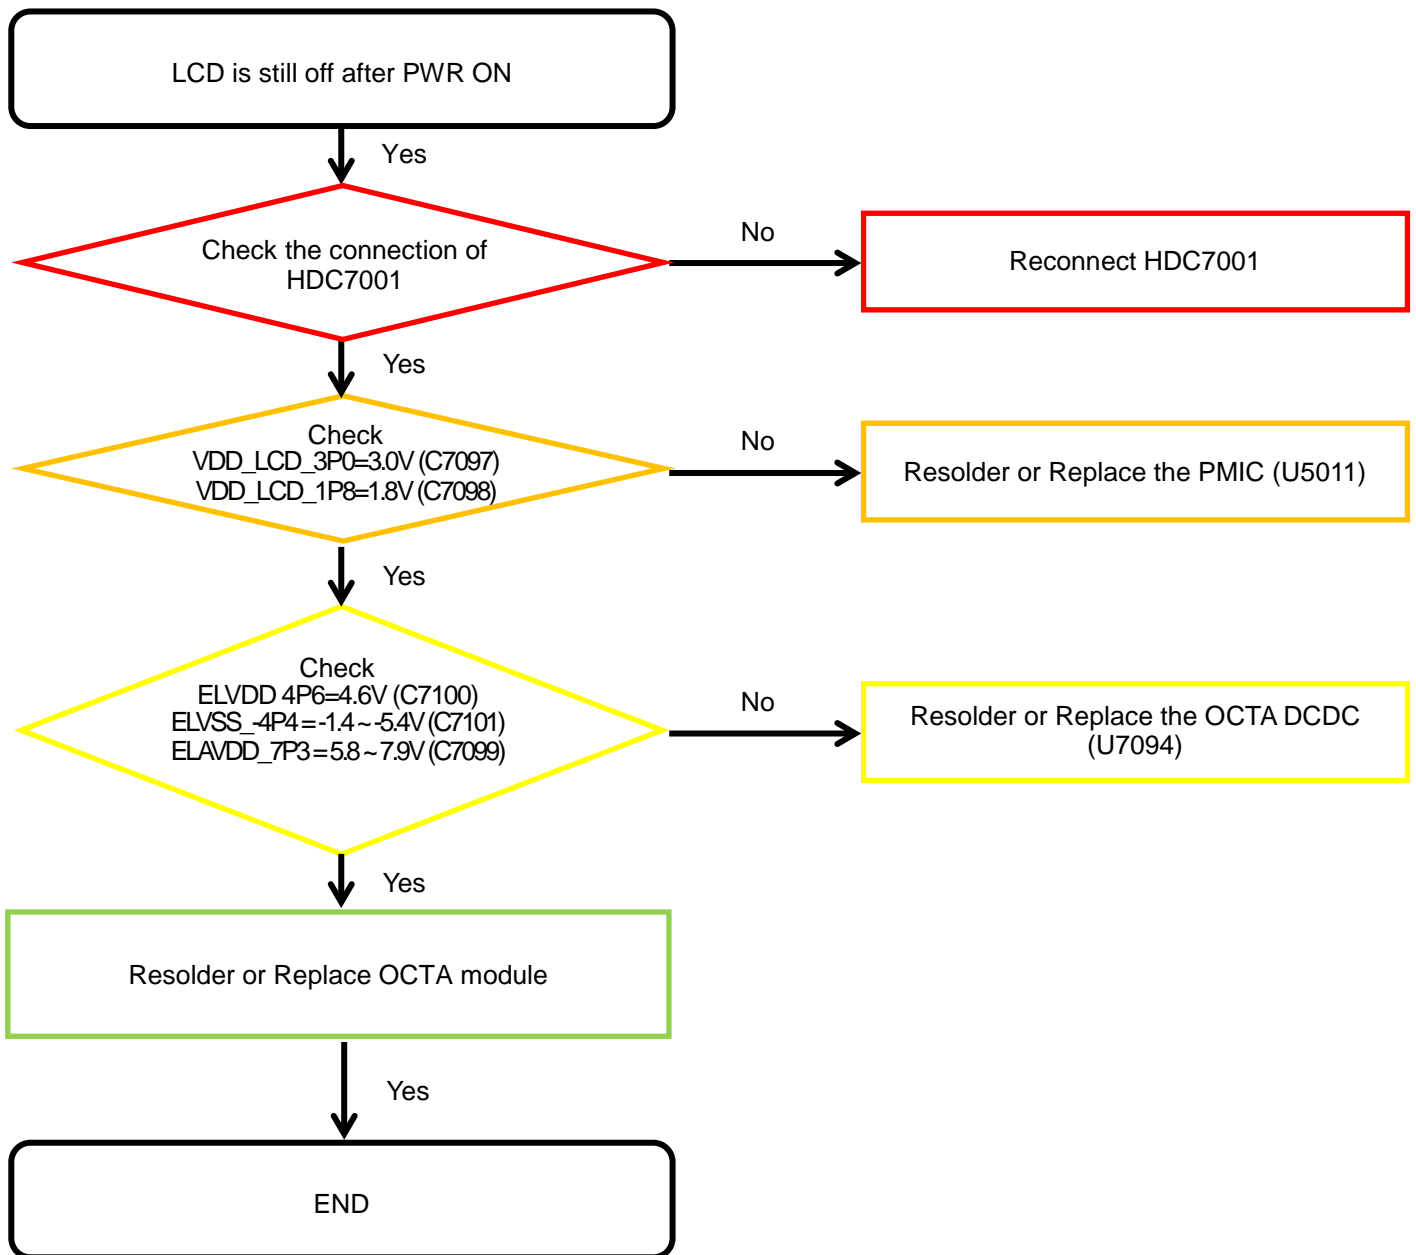 LCD is still off after PWR ON
Yes
Check the connection of
HDC7001
No
Reconnect HDC7001
Yes
Check
VDD_LCD_3P0=3.0V (C7097)
VDD_LCD_1P8=1.8V (C7098)
No
Resolder or Replace the PMIC (U5011)
Yes
Check
ELVDD 4P6=4.6V (C7100)
ELVSS_-4P4 = -1.4 ~ -5.4V (C7101)
ELAVDD_7P3 = 5.8 ~ 7.9V (C7099)
No
Resolder or Replace the OCTA DCDC
(U7094)
Yes
Resolder or Replace OCTA module
Yes
END